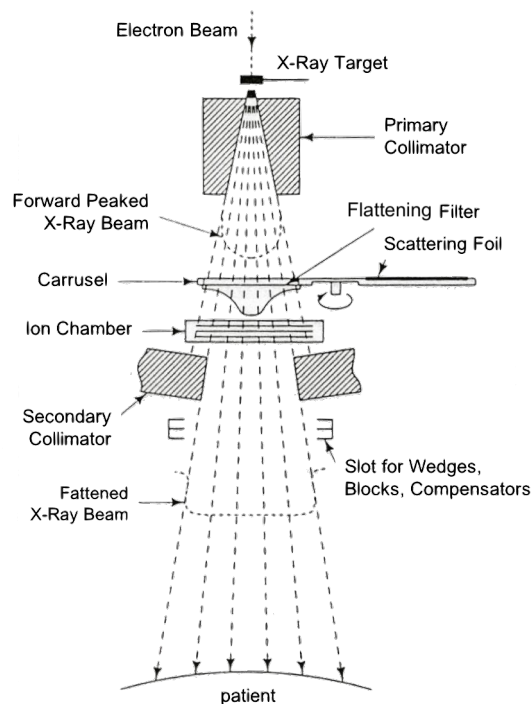 Electron Beam
X-Ray Target
Primary
Collimator
Forward Peaked
X-Ray Beam
Flattening Filter
Scattering Foil
Carrusel
Ion Chamber
Secondary
Collimator
Slot for Wedges,
Blocks, Compensators
Fattened
X-Ray Beam
patient